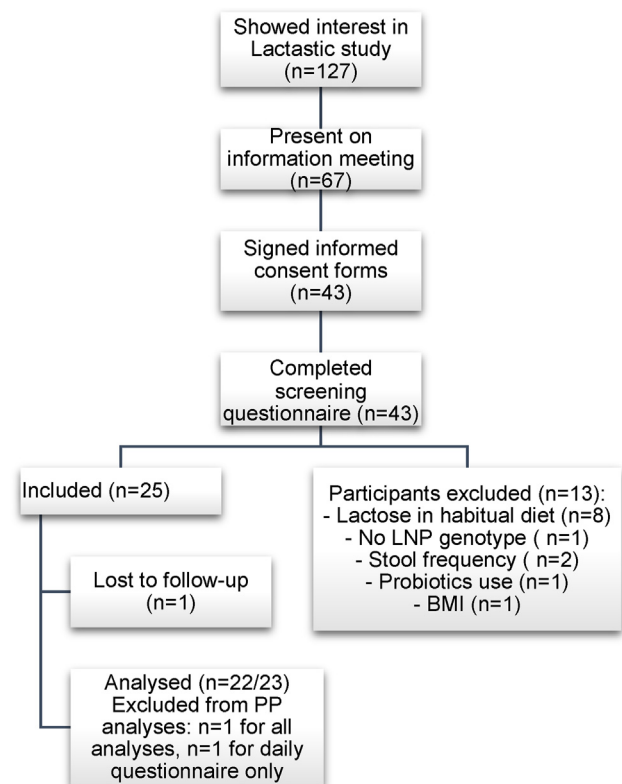 Showed interest in
Lactastic study
(n=127)
Present on
information meeting
(n=67)
Signed informed
consent forms
(n=43)
Completed
screening
questionnaire (n=43)
Included (n=25)
Participants excluded (n=13):
- Lactose in habitual diet (n=8)
- No LNP genotype ( n=1)
- Stool frequency ( n=2)
- Probiotics use (n=1)
- BMI (n=1)
Lost to follow-up
(n=1)
Analysed (n=22/23)
Excluded from PP
analyses: n=1 for all
analyses, n=1 for daily
questionnaire only